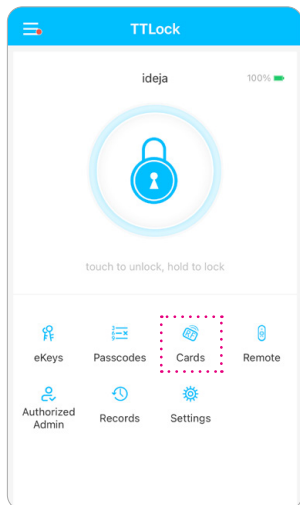 TTLock
ideja
100%
touch to unlock, hold to lock
eKeys Passcodes Cards Remote
Authorized Admin Records Settings